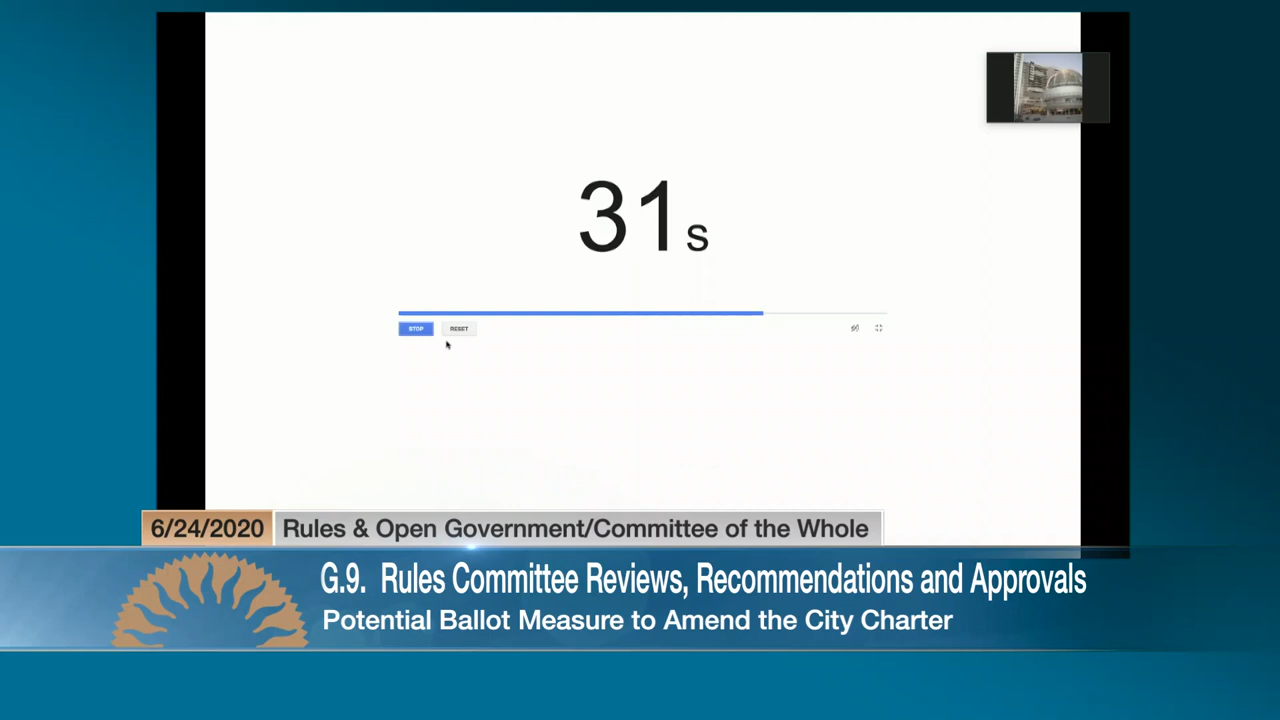 31s
STOP
RESET
6/24/2020
Rules & Open Government/Committee of the Whole
G.9. Rules Committee Reviews, Recommendations and Approvals
Potential Ballot Measure to Amend the City Charter